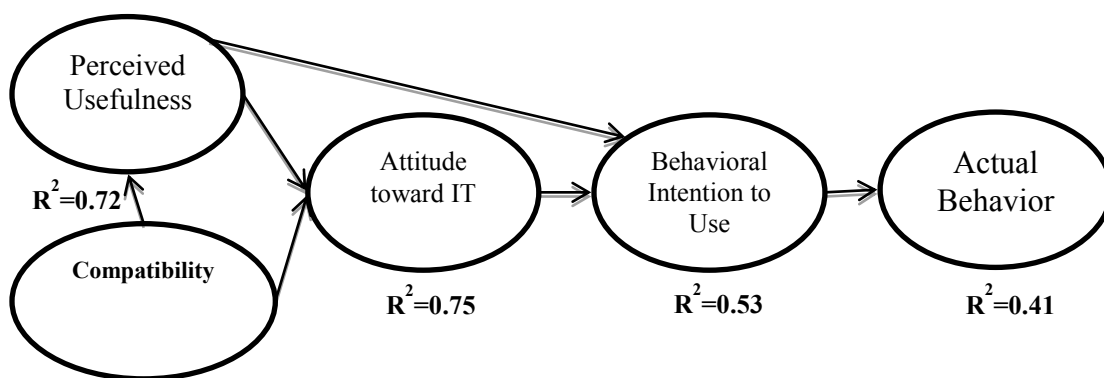 Perceived
Usefulness
R²=0.72
Compatibility
Attitude
toward IT
R²=0.75
Behavioral
Intention to
Use
R²=0.53
Actual
Behavior
R²=0.41